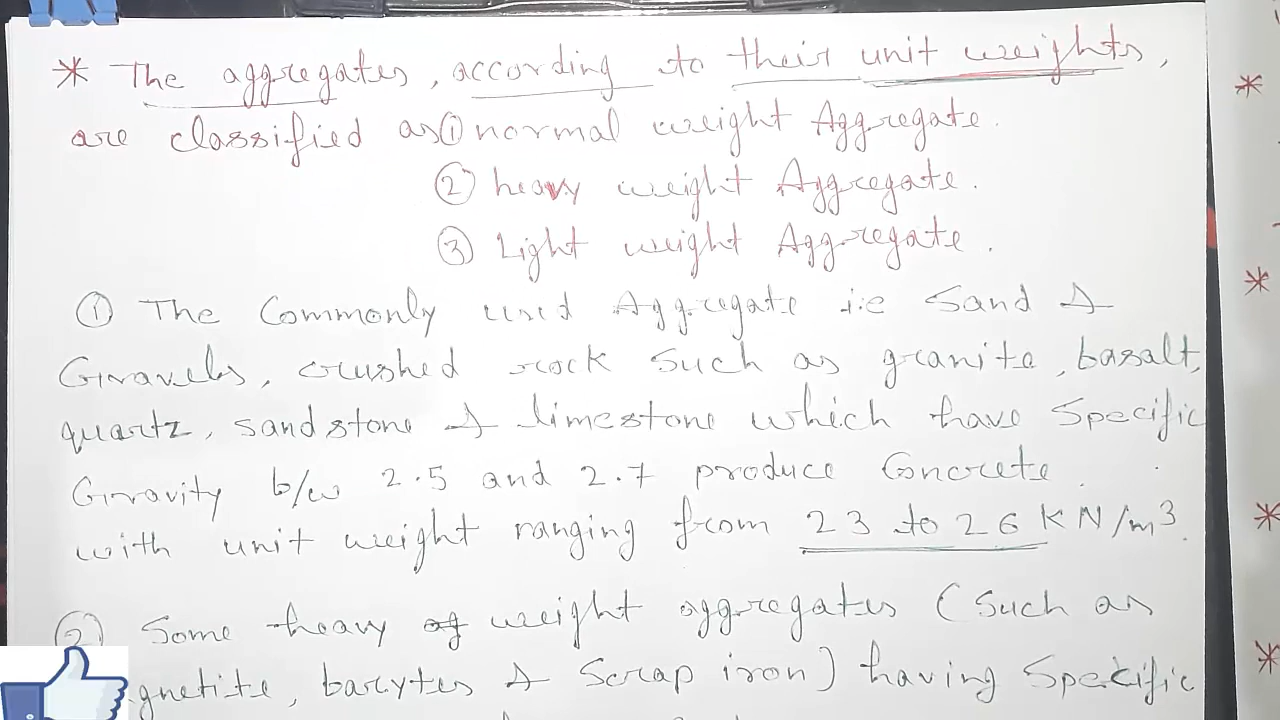 * The aggregates, according to their unit weights,
are classified as ① normal weight Aggregate.
② heavy weight Aggregate.
③ Light weight Aggregate.
① The Commonly used Aggregate i.e Sand &
Gravels, crushed rock Such as granite, basalt,
quartz, sandstone & limestone which have Specific
Gravity b/w 2.5 and 2.7 produce Concrete.
with unit weight ranging from 23 to 26 KN/m³.
② Some heavy weight aggregates (Such as
gnetite, barytes & Scrap iron) having Specific